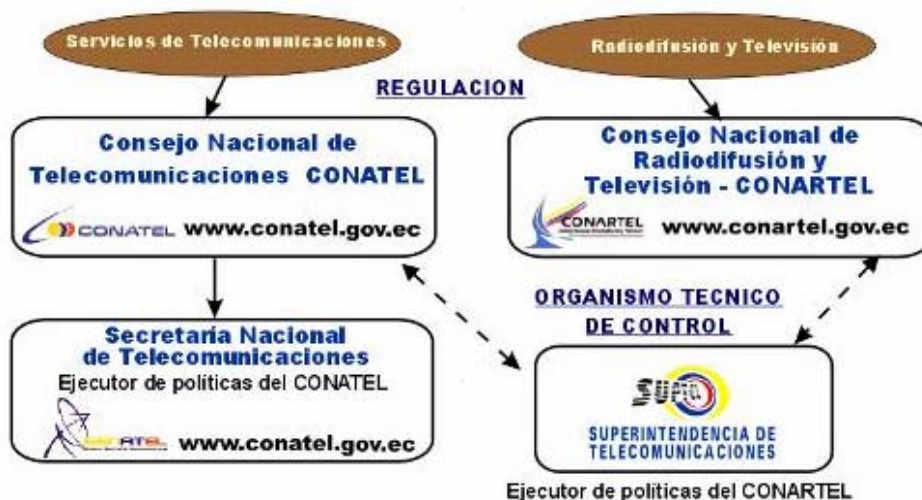 Servicios de Telecomunicaciones
Radiodifusión y Televisión
REGULACION
Consejo Nacional de
Telecomunicaciones CONATEL
CONATEL www.conatel.gov.ec
Consejo Nacional de
Radiodifusión y
Televisión - CONARTEL
CONARTEL
www.conartel.gov.ec
ORGANISMO TECNICO
DE CONTROL
Secretaría Nacional
de Telecomunicaciones
Ejecutor de políticas del CONATEL
SENATEL www.conatel.gov.ec
SUPTEL
SUPERINTENDENCIA DE
TELECOMUNICACIONES
Ejecutor de políticas del CONARTEL